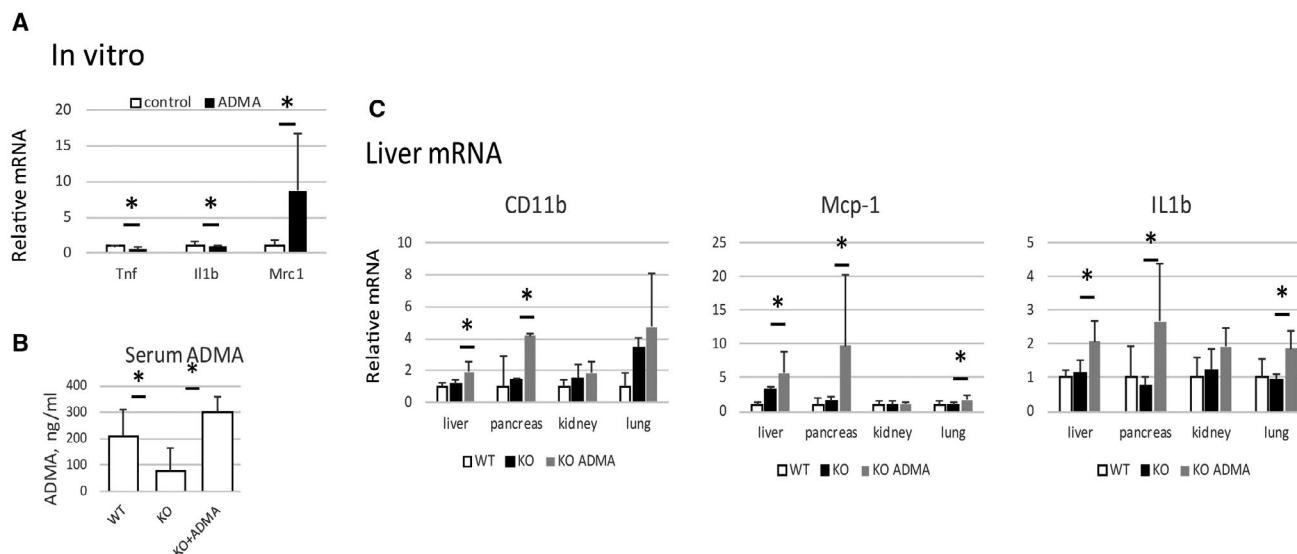 A
In vitro
control ADMA
*
20
15
10
5
0
Relative mRNA
*
*
Tnf Il1b Mrc1
B
Serum ADMA
*
*
400
300
200
100
0
ADMA, ng/ml
WT KO KO+ADMA
C
Liver mRNA
CD11b
10
8
6
4
2
0
Relative mRNA
*
*
liver pancreas kidney lung
WT KO KO ADMA
Mcp-1
25
20
15
10
5
0
*
*
*
liver pancreas kidney lung
WT KO KO ADMA
IL1b
5
4
3
2
1
0
*
*
*
liver pancreas kidney lung
WT KO KO ADMA